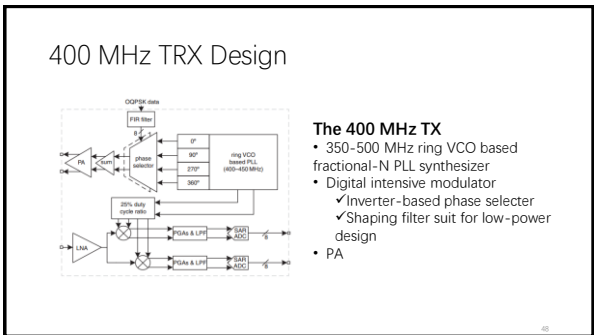 400 MHz TRX Design
OQPSK data
FIR filter
8
PA
sum
phase
selector
0°
90°
270°
360°
ring VCO
based PLL
(400~450 MHz)
25% duty
cycle ratio
LNA
PGAs & LPF
SAR
ADC
8
PGAs & LPF
SAR
ADC
8
The 400 MHz TX
• 350-500 MHz ring VCO based
fractional-N PLL synthesizer
• Digital intensive modulator
✓Inverter-based phase selecter
✓Shaping filter suit for low-power
design
• PA
48